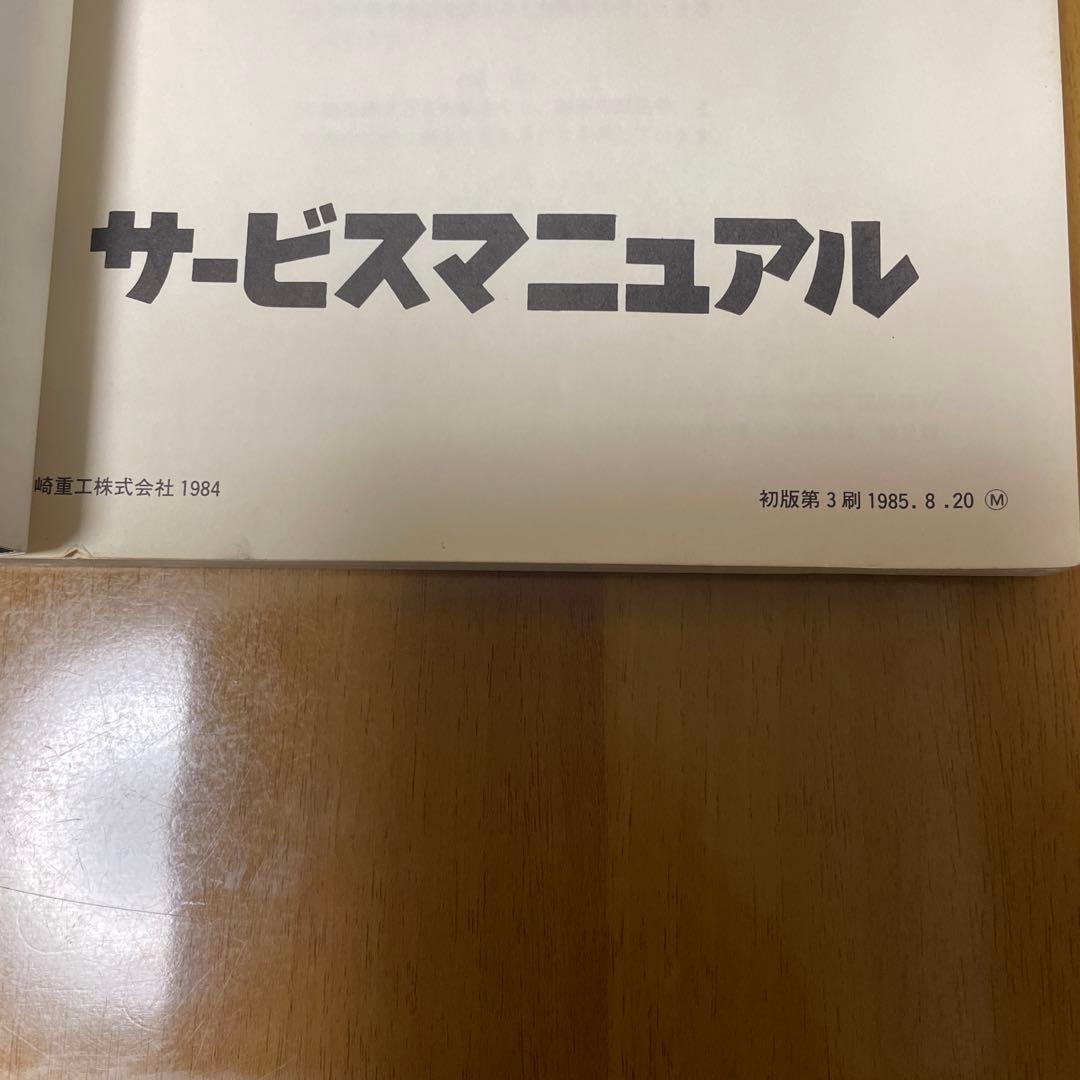 サービスマニュアル
崎重工株式会社 1984
初版第3刷 1985. 8 .20 Ⓜ